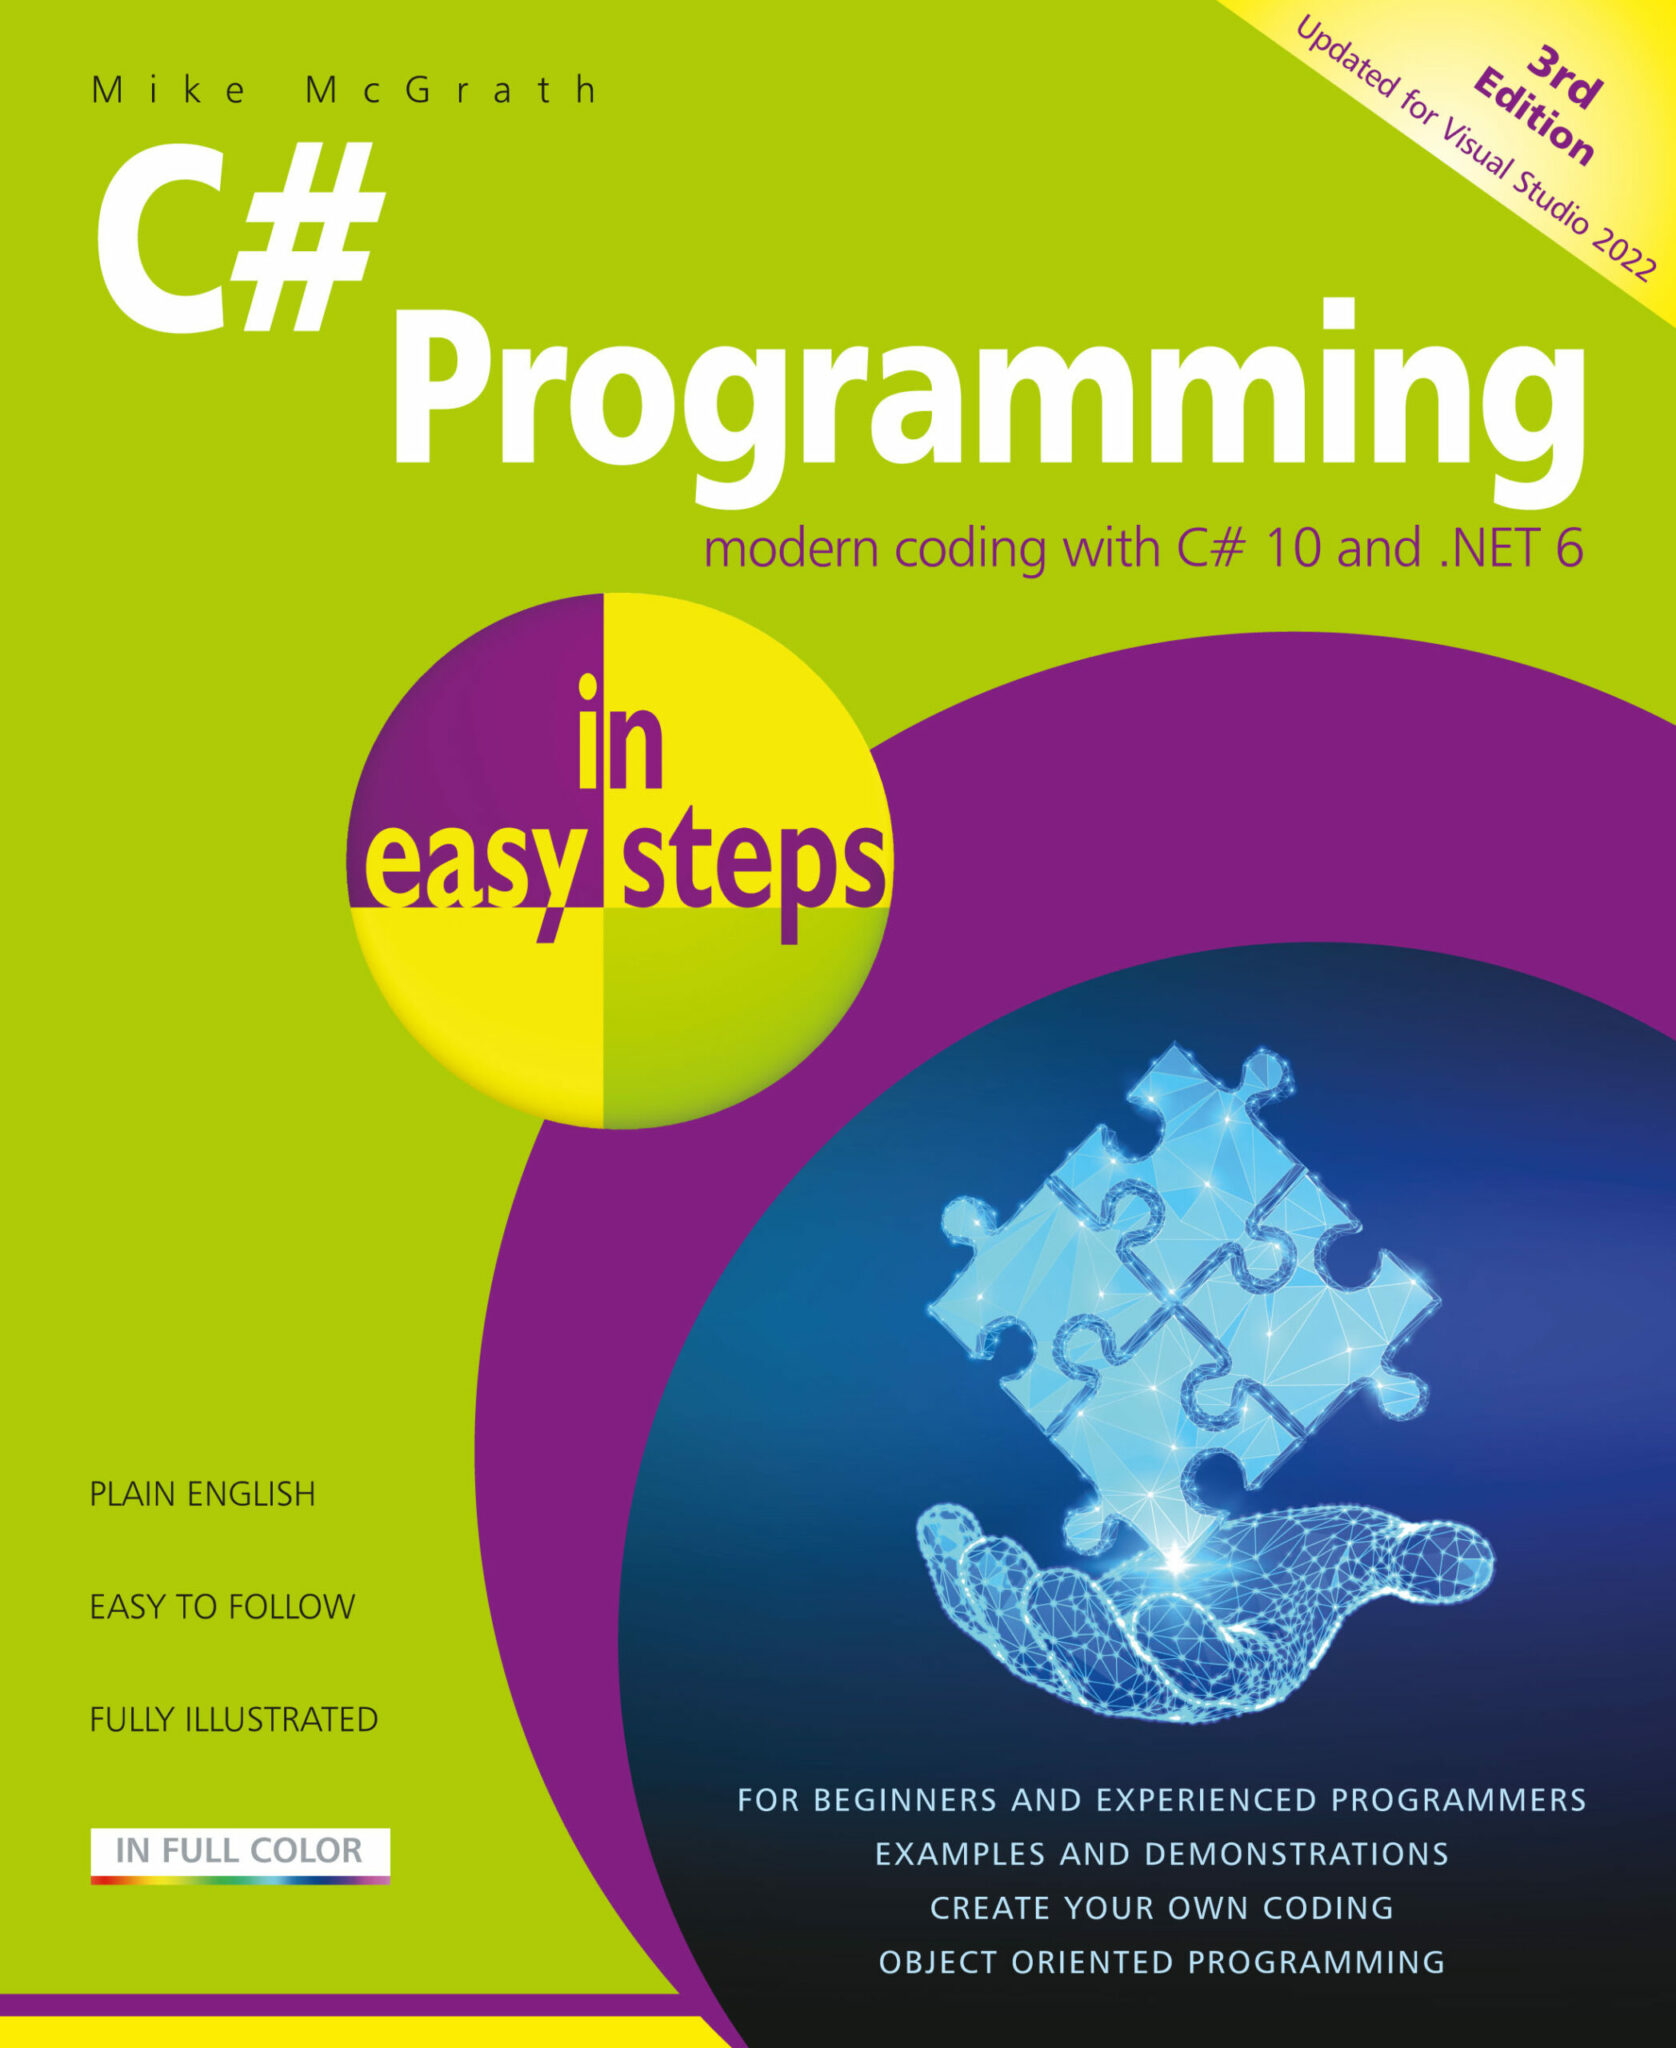 Mike McGrath
3rd
Edition
Updated for Visual Studio 2022
C#
Programming
modern coding with C# 10 and .NET 6
in
easy steps
PLAIN ENGLISH
EASY TO FOLLOW
FULLY ILLUSTRATED
IN FULL COLOR
FOR BEGINNERS AND EXPERIENCED PROGRAMMERS
EXAMPLES AND DEMONSTRATIONS
CREATE YOUR OWN CODING
OBJECT ORIENTED PROGRAMMING